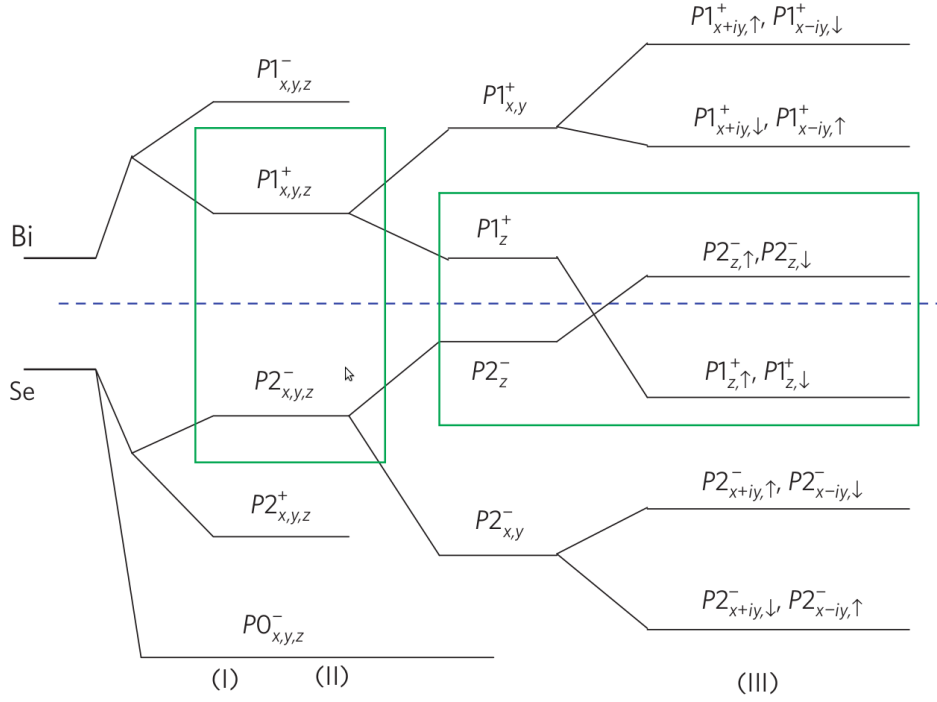 P1⁺x+iy,↑, P1⁺x−iy,↓
P1⁻x,y,z
P1⁺x,y
P1⁺x+iy,↓, P1⁺x−iy,↑
P1⁺x,y,z
Bi
P1⁺z
P2⁻z,↑,P2⁻z,↓
Se
P2⁻x,y,z
P2⁻z
P1⁺z,↑, P1⁺z,↓
P2⁺x,y,z
P2⁻x,y
P2⁻x+iy,↑, P2⁻x−iy,↓
P2⁻x+iy,↓, P2⁻x−iy,↑
P0⁻x,y,z
(I) (II) (III)